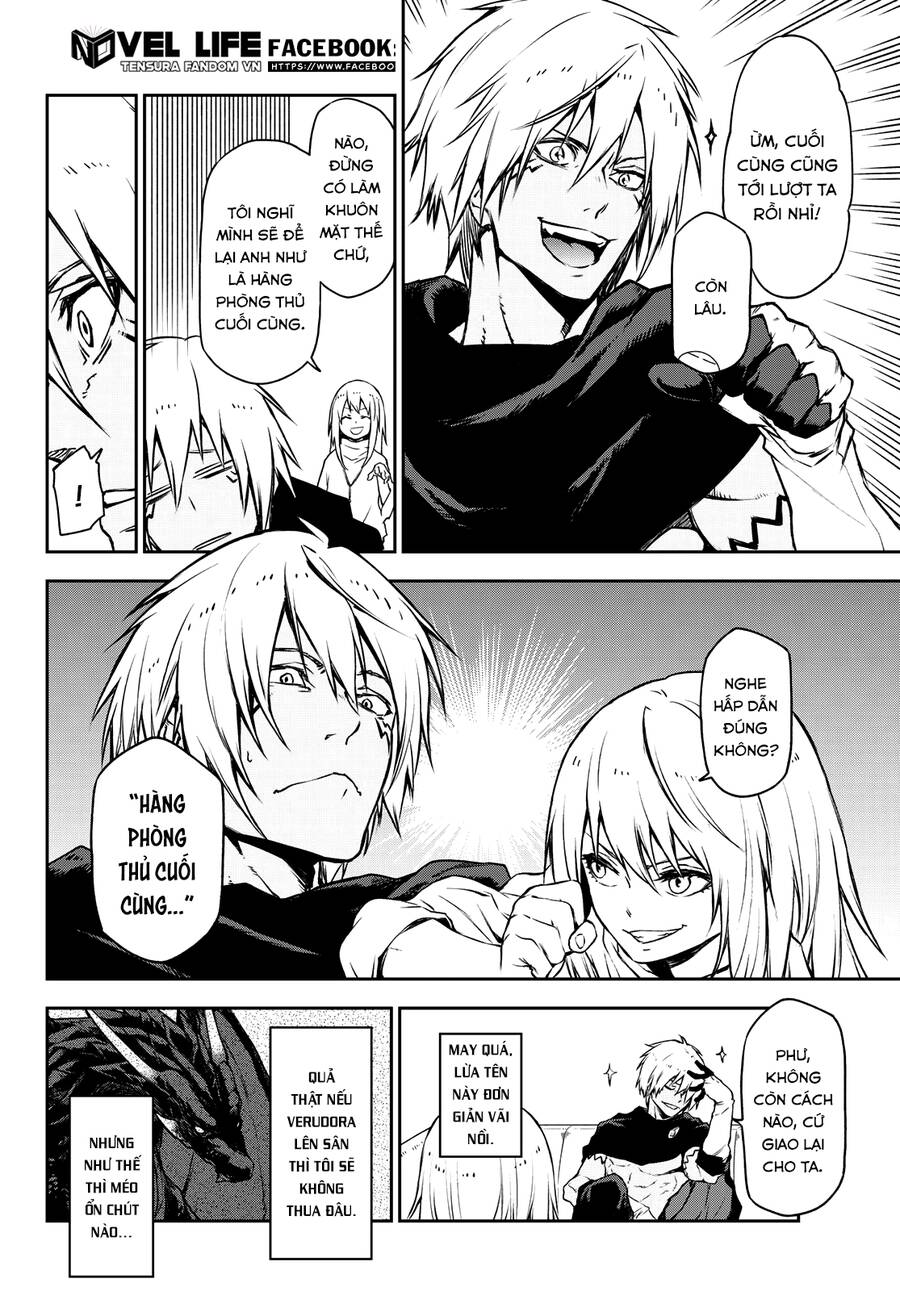 NOVEL LIFE
TENSURA FANDOM VN
FACEBOOK:
HTTPS://WWW.FACEBOOK
ỪM, CUỐI
CÙNG CŨNG
TỚI LƯỢT TA
RỒI NHỈ!
CÒN
LÂU.
NÃO,
ĐỪNG
CÓ LÀM
KHUÔN
MẶT THẾ
CHỨ,
TÔI NGHĨ
MÌNH SẼ ĐỂ
LẠI ANH NHƯ
LÀ HÀNG
PHÒNG THỦ
CUỐI CÙNG.
!
NGHE
HẤP DẪN
ĐÚNG
KHÔNG?
“HÀNG
PHÒNG
THỦ CUỐI
CÙNG...”
PHƯ,
KHÔNG
CÒN CÁCH
NÀO, CỨ
GIAO LẠI
CHO TA.
MAY QUÁ,
LỪA TÊN
NÀY ĐƠN
GIẢN VÃI
NỒI.
QUẢ
THẬT NẾU
VERUDORA
LÊN SÂN
THÌ TÔI SẼ
KHÔNG
THUA ĐÂU.
NHƯNG
NHƯ THẾ
THÌ MÉO
ỔN CHÚT
NÀO...